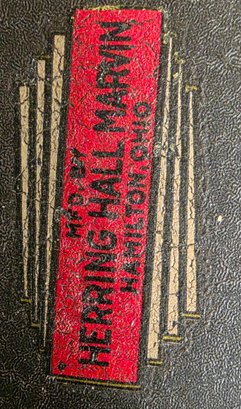 MFD. BY
HERRING HALL MARVIN
HAMILTON, OHIO